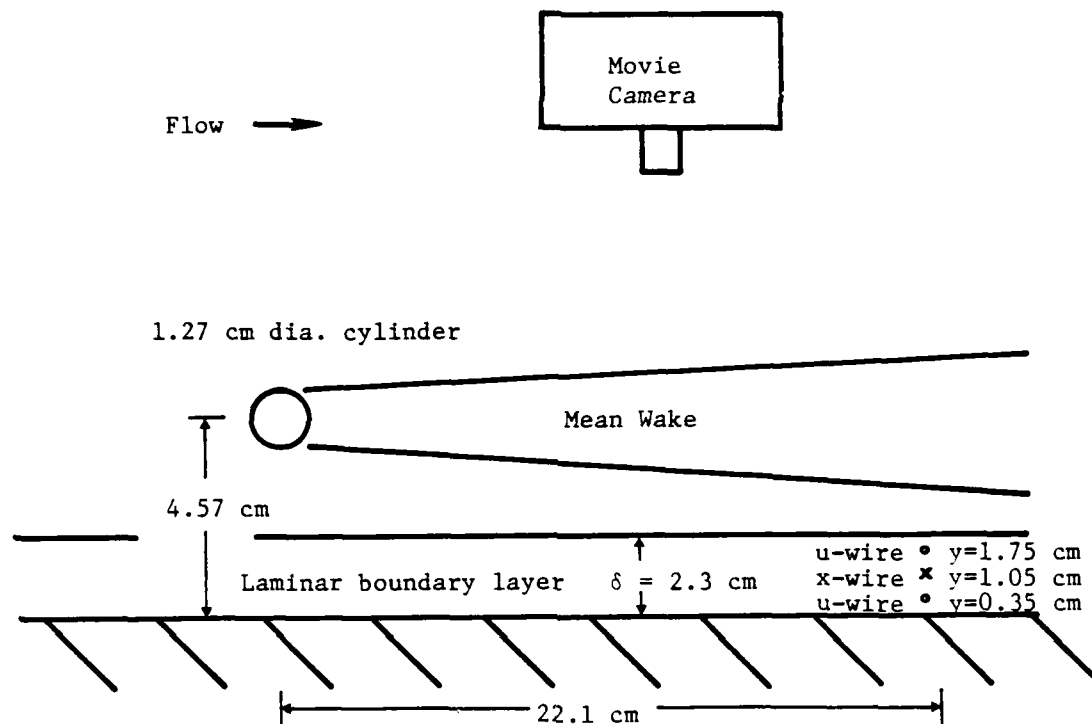 Movie
Camera
Flow
1.27 cm dia. cylinder
Mean Wake
4.57 cm
Laminar boundary layer
δ = 2.3 cm
u-wire y=1.75 cm
x-wire y=1.05 cm
u-wire y=0.35 cm
22.1 cm